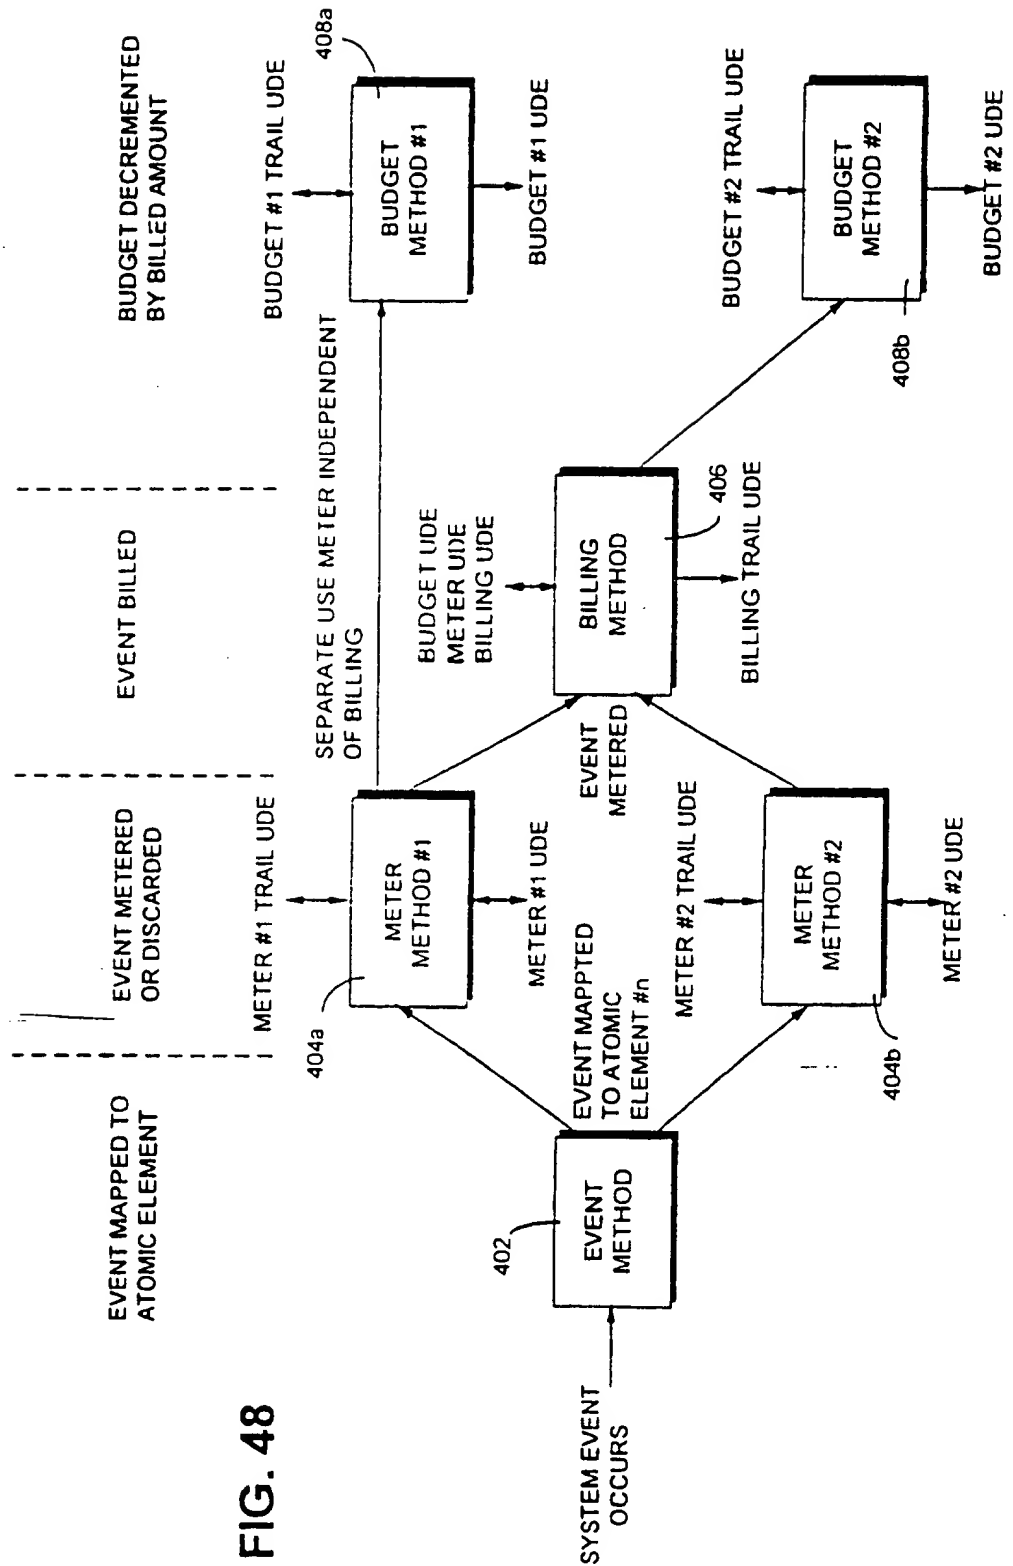 FIG. 48
EVENT MAPPED TO
ATOMIC ELEMENT
EVENT METERED
OR DISCARDED
EVENT BILLED
BUDGET DECREMENTED
BY BILLED AMOUNT
SYSTEM EVENT
OCCURS
402
EVENT
METHOD
EVENT MAPPTED
TO ATOMIC
ELEMENT #n
METER #1 TRAIL UDE
404a
METER
METHOD #1
METER #1 UDE
METER #2 TRAIL UDE
METER
METHOD #2
404b
METER #2 UDE
SEPARATE USE METER INDEPENDENT
OF BILLING
EVENT
METERED
BUDGET UDE
METER UDE
BILLING UDE
BILLING
METHOD
406
BILLING TRAIL UDE
BUDGET #1 TRAIL UDE
408a
BUDGET
METHOD #1
BUDGET #1 UDE
BUDGET #2 TRAIL UDE
BUDGET
METHOD #2
408b
BUDGET #2 UDE